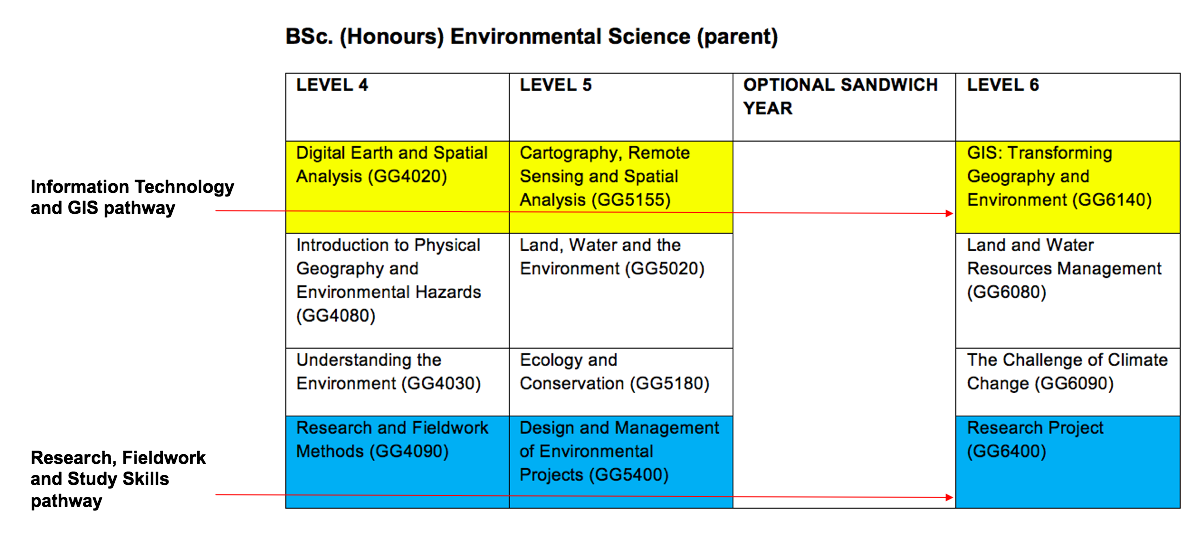 BSc. (Honours) Environmental Science (parent)
LEVEL 4
LEVEL 5
OPTIONAL SANDWICH
YEAR
LEVEL 6
Information Technology
and GIS pathway
Digital Earth and Spatial
Analysis (GG4020)
Cartography, Remote
Sensing and Spatial
Analysis (GG5155)
GIS: Transforming
Geography and
Environment (GG6140)
Introduction to Physical
Geography and
Environmental Hazards
(GG4080)
Land, Water and the
Environment (GG5020)
Land and Water
Resources Management
(GG6080)
Understanding the
Environment (GG4030)
Ecology and
Conservation (GG5180)
The Challenge of Climate
Change (GG6090)
Research, Fieldwork
and Study Skills
pathway
Research and Fieldwork
Methods (GG4090)
Design and Management
of Environmental
Projects (GG5400)
Research Project
(GG6400)